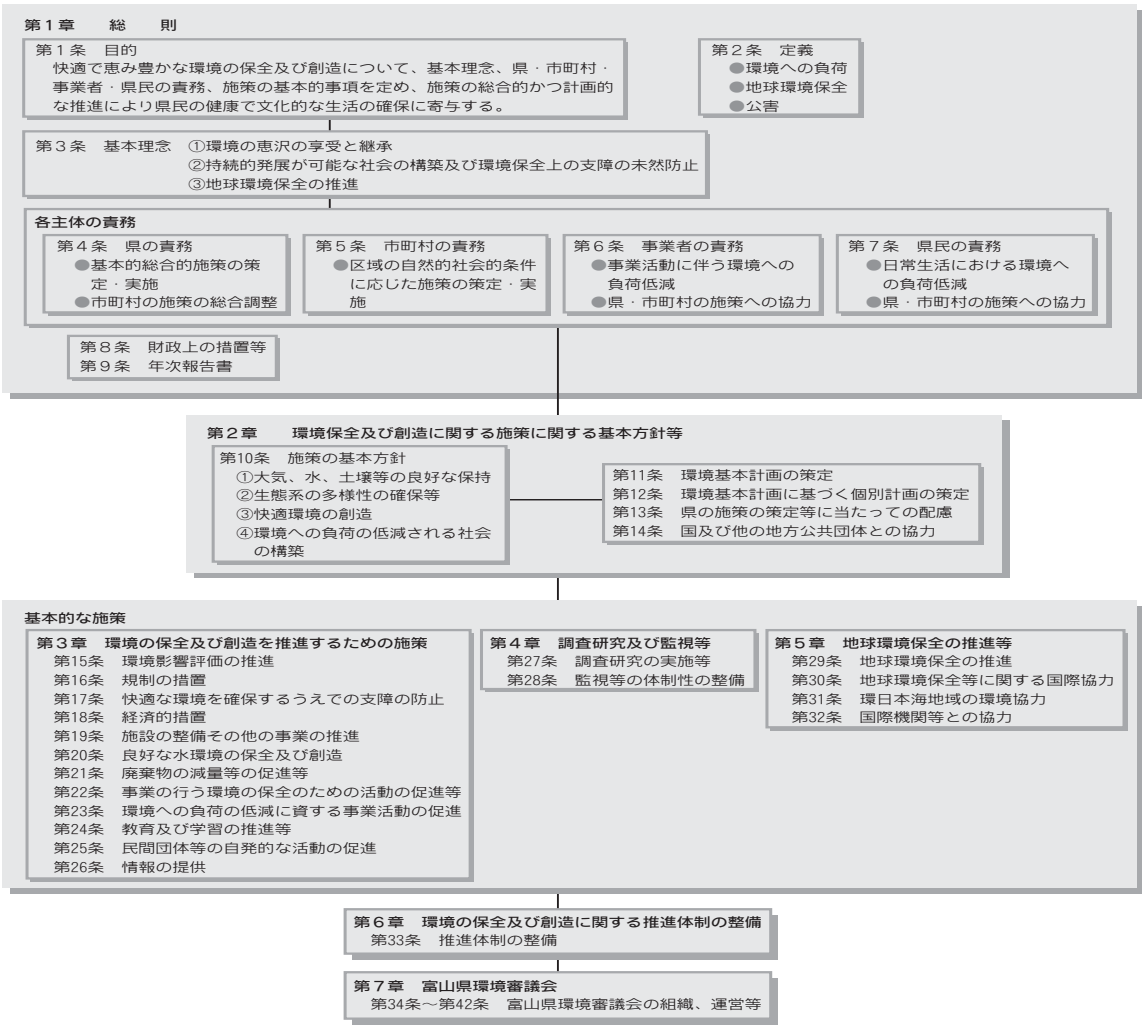 第１章　総　則
第１条　目的
快適で恵み豊かな環境の保全及び創造について、基本理念、県・市町村・
事業者・県民の責務、施策の基本的事項を定め、施策の総合的かつ計画的
な推進により県民の健康で文化的な生活の確保に寄与する。
第２条　定義
●環境への負荷
●地球環境保全
●公害
第３条　基本理念　①環境の恵沢の享受と継承
②持続的発展が可能な社会の構築及び環境保全上の支障の未然防止
③地球環境保全の推進
各主体の責務
第４条　県の責務
●基本的総合的施策の策
定・実施
●市町村の施策の総合調整
第５条　市町村の責務
●区域の自然的社会的条件
に応じた施策の策定・実
施
第６条　事業者の責務
●事業活動に伴う環境への
負荷低減
●県・市町村の施策への協力
第７条　県民の責務
●日常生活における環境へ
の負荷低減
●県・市町村の施策への協力
第８条　財政上の措置等
第９条　年次報告書
第２章　環境保全及び創造に関する施策に関する基本方針等
第10条　施策の基本方針
①大気、水、土壌等の良好な保持
②生態系の多様性の確保等
③快適環境の創造
④環境への負荷の低減される社会
の構築
第11条　環境基本計画の策定
第12条　環境基本計画に基づく個別計画の策定
第13条　県の施策の策定等に当たっての配慮
第14条　国及び他の地方公共団体との協力
基本的な施策
第３章　環境の保全及び創造を推進するための施策
第15条　環境影響評価の推進
第16条　規制の措置
第17条　快適な環境を確保するうえでの支障の防止
第18条　経済的措置
第19条　施設の整備その他の事業の推進
第20条　良好な水環境の保全及び創造
第21条　廃棄物の減量等の促進等
第22条　事業の行う環境の保全のための活動の促進等
第23条　環境への負荷の低減に資する事業活動の促進
第24条　教育及び学習の推進等
第25条　民間団体等の自発的な活動の促進
第26条　情報の提供
第４章　調査研究及び監視等
第27条　調査研究の実施等
第28条　監視等の体制性の整備
第５章　地球環境保全の推進等
第29条　地球環境保全の推進
第30条　地球環境保全等に関する国際協力
第31条　環日本海地域の環境協力
第32条　国際機関等との協力
第６章　環境の保全及び創造に関する推進体制の整備
第33条　推進体制の整備
第７章　富山県環境審議会
第34条～第42条　富山県環境審議会の組織、運営等